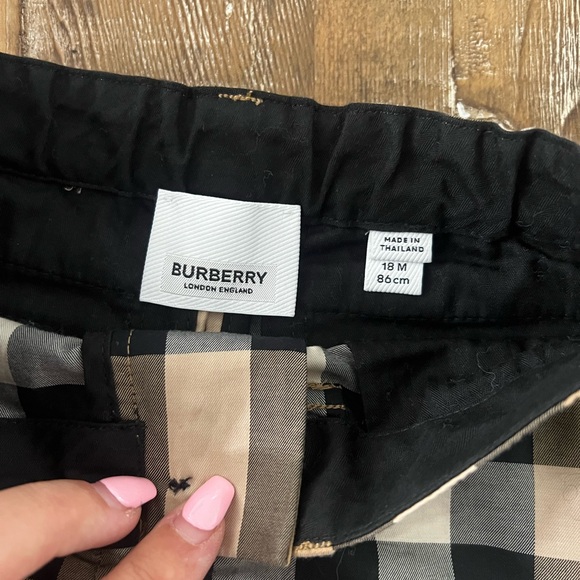 BURBERRY
LONDON ENGLAND
MADE IN
THAILAND
18 M
86cm